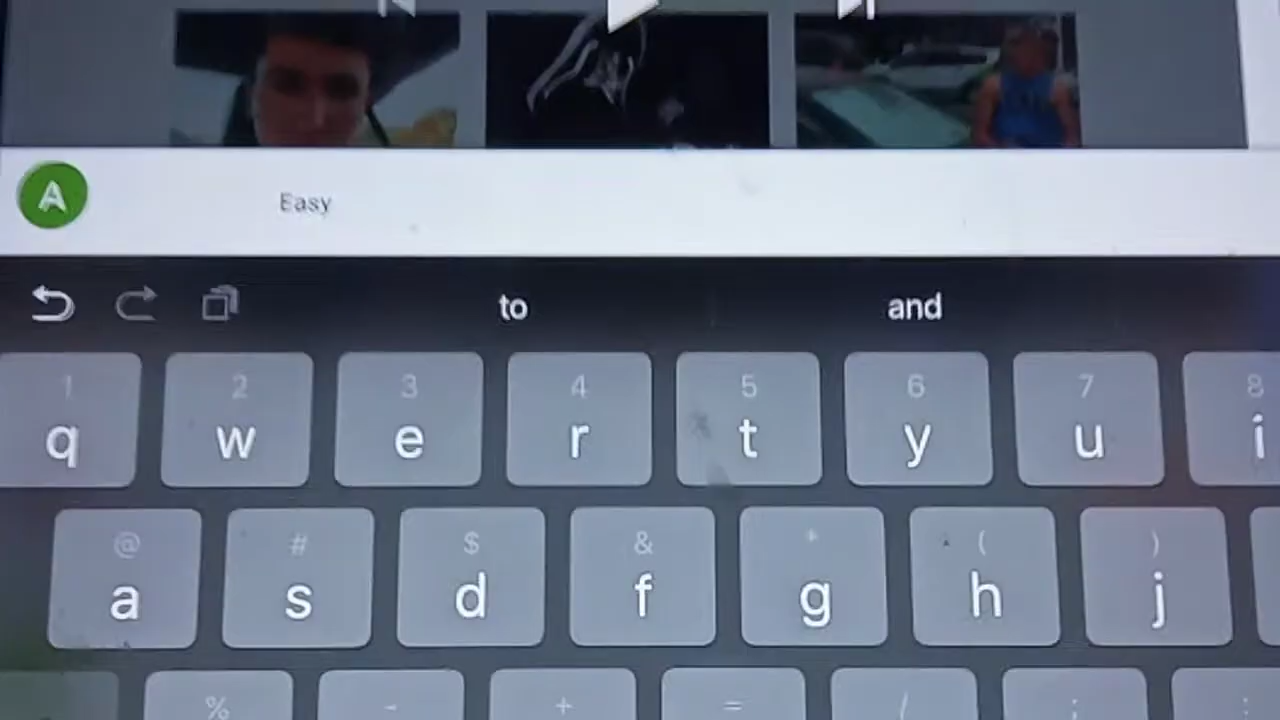 A
Easy
to and
1 2 3 4 5 6 7 8
q w e r t y u i
@ # $ & * ( )
a s d f g h j
% - + = / ; :